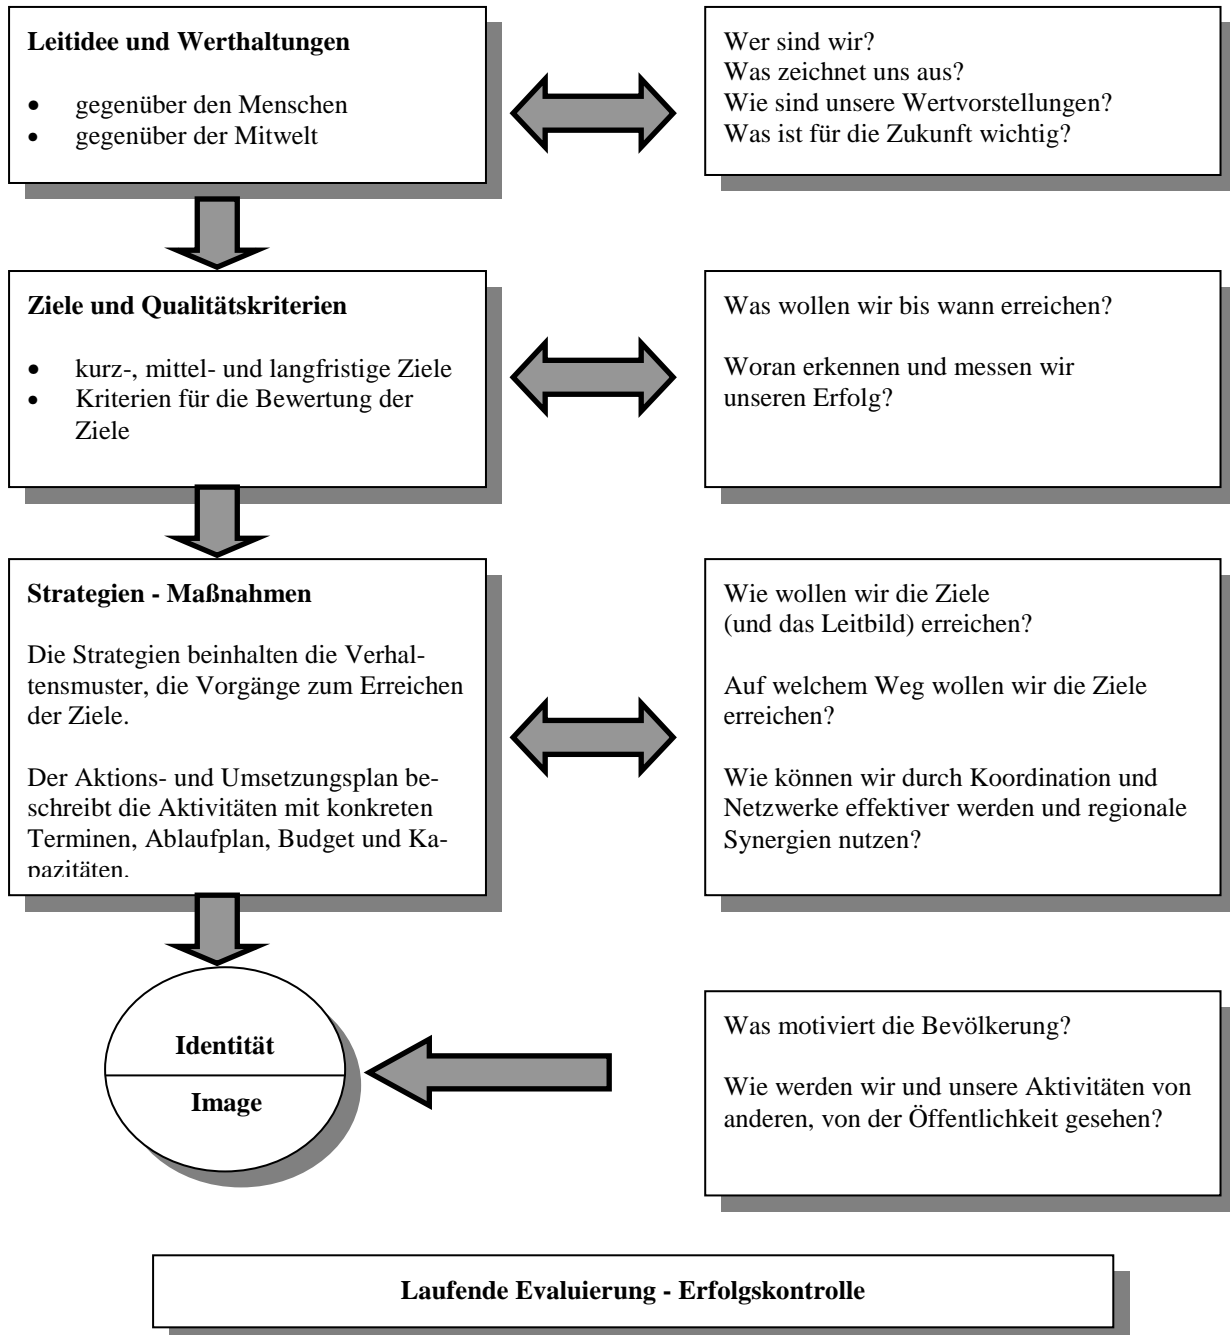 Leitidee und Werthaltungen
• gegenüber den Menschen
• gegenüber der Mitwelt
Wer sind wir?
Was zeichnet uns aus?
Wie sind unsere Wertvorstellungen?
Was ist für die Zukunft wichtig?
Ziele und Qualitätskriterien
• kurz-, mittel- und langfristige Ziele
• Kriterien für die Bewertung der
Ziele
Was wollen wir bis wann erreichen?
Woran erkennen und messen wir
unseren Erfolg?
Strategien - Maßnahmen
Die Strategien beinhalten die Verhal-
tensmuster, die Vorgänge zum Erreichen
der Ziele.
Der Aktions- und Umsetzungsplan be-
schreibt die Aktivitäten mit konkreten
Terminen, Ablaufplan, Budget und Ka-
pazitäten.
Wie wollen wir die Ziele
(und das Leitbild) erreichen?
Auf welchem Weg wollen wir die Ziele
erreichen?
Wie können wir durch Koordination und
Netzwerke effektiver werden und regionale
Synergien nutzen?
Identität
Image
Was motiviert die Bevölkerung?
Wie werden wir und unsere Aktivitäten von
anderen, von der Öffentlichkeit gesehen?
Laufende Evaluierung - Erfolgskontrolle